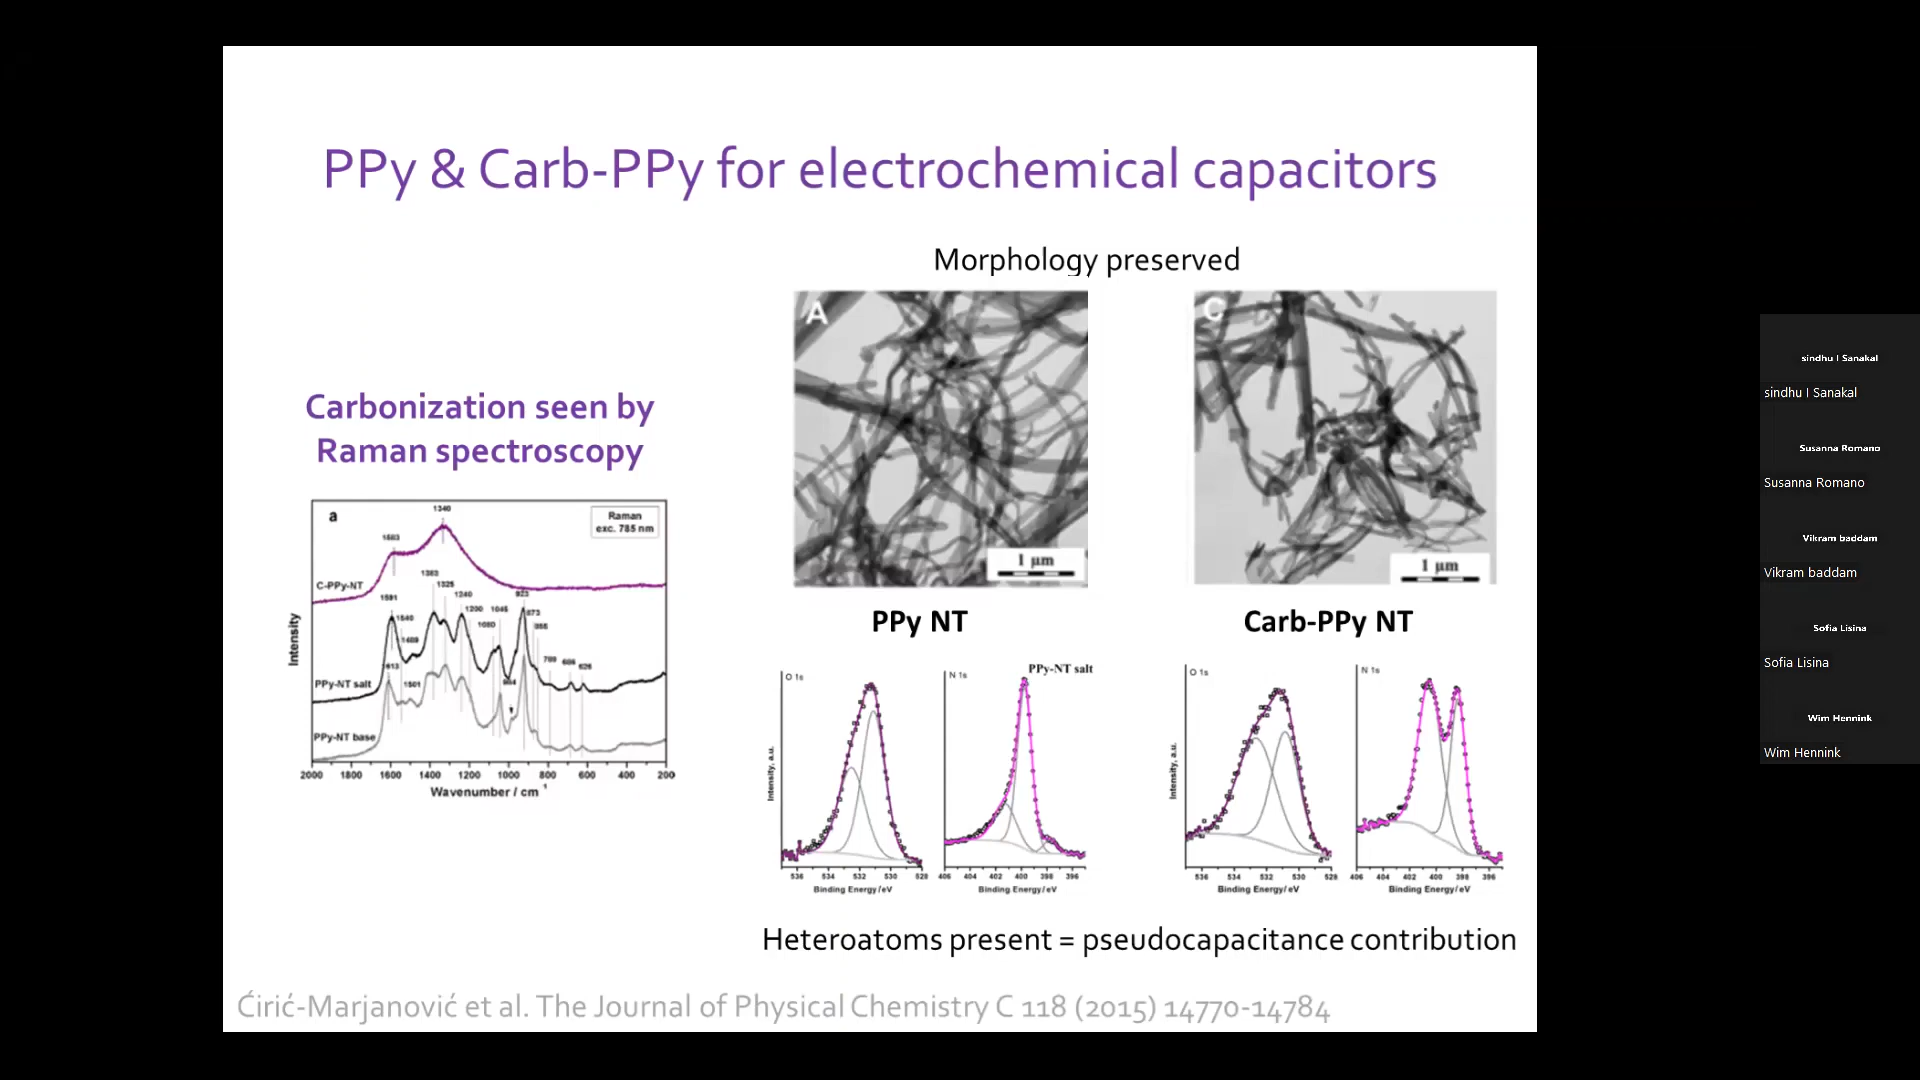 PPy & Carb-PPy for electrochemical capacitors
Morphology preserved
A
C
1 µm
1 µm
PPy NT
Carb-PPy NT
Carbonization seen by
Raman spectroscopy
a
Raman
exc. 785 nm
1340
1583
C-PPy-NT
1383
1325
1591
1240
923
1540
1200
1045
873
1080
1489
789
686
626
613
PPy-NT salt
1501
PPy-NT base
Intensity
2000 1800 1600 1400 1200 1000 800 600 400 200
Wavenumber / cm
O 1s
Intensity, a.u.
536 534 532 530 528
Binding Energy/eV
PPy-NT salt
N 1s
406 404 402 400 398 396
Binding Energy/eV
O 1s
Intensity, a.u.
536 534 532 530 528
Binding Energy/eV
N 1s
406 404 402 400 398 396
Binding Energy/eV
Heteroatoms present = pseudocapacitance contribution
Ćirić-Marjanović et al. The Journal of Physical Chemistry C 118 (2015) 14770-14784
sindhu I Sanakal
sindhu I Sanakal
Susanna Romano
Susanna Romano
Vikram baddam
Vikram baddam
Sofia Lisina
Sofia Lisina
Wim Hennink
Wim Hennink